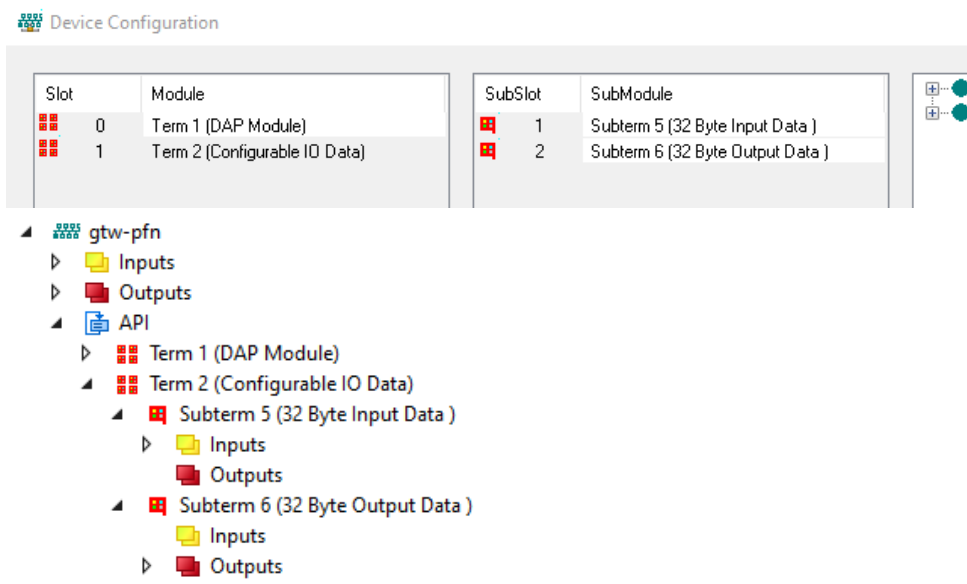 Device Configuration
Slot Module SubSlot SubModule
0 Term 1 (DAP Module) 1 Subterm 5 (32 Byte Input Data )
1 Term 2 (Configurable IO Data) 2 Subterm 6 (32 Byte Output Data )
gtw-pfn
Inputs
Outputs
API
Term 1 (DAP Module)
Term 2 (Configurable IO Data)
Subterm 5 (32 Byte Input Data )
Inputs
Outputs
Subterm 6 (32 Byte Output Data )
Inputs
Outputs